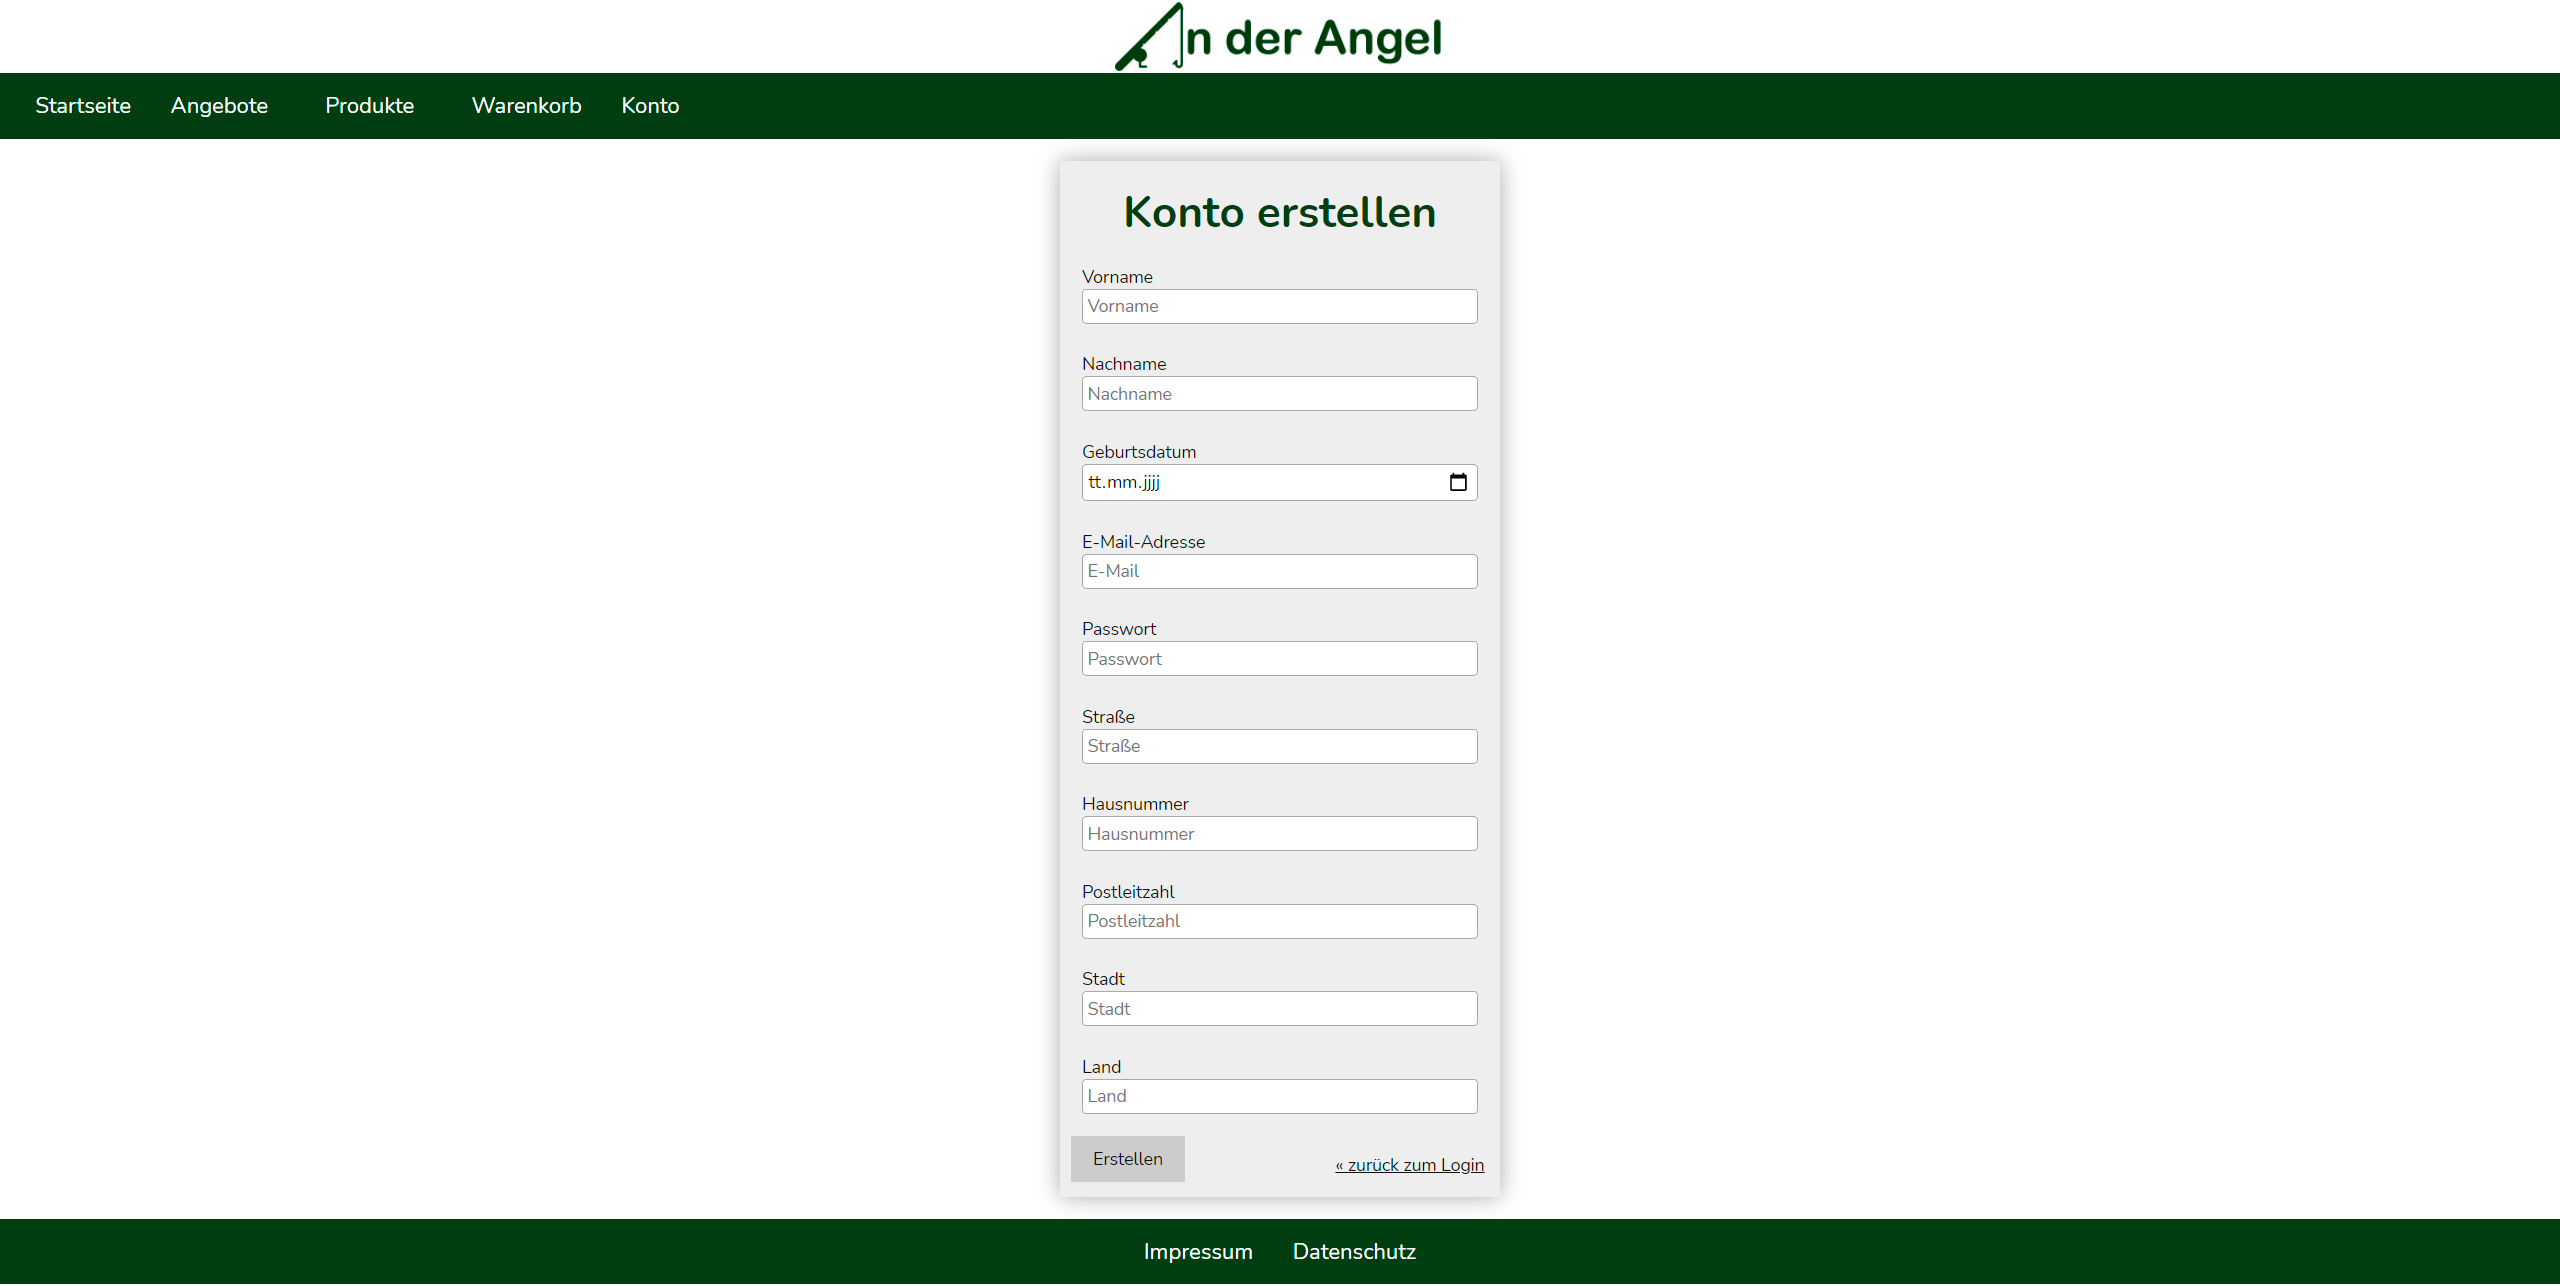 An der Angel
Startseite Angebote Produkte Warenkorb Konto
Konto erstellen
Vorname
Vorname
Nachname
Nachname
Geburtsdatum
tt.mm.jjjj
E-Mail-Adresse
E-Mail
Passwort
Passwort
Straße
Straße
Hausnummer
Hausnummer
Postleitzahl
Postleitzahl
Stadt
Stadt
Land
Land
Erstellen « zurück zum Login
Impressum Datenschutz